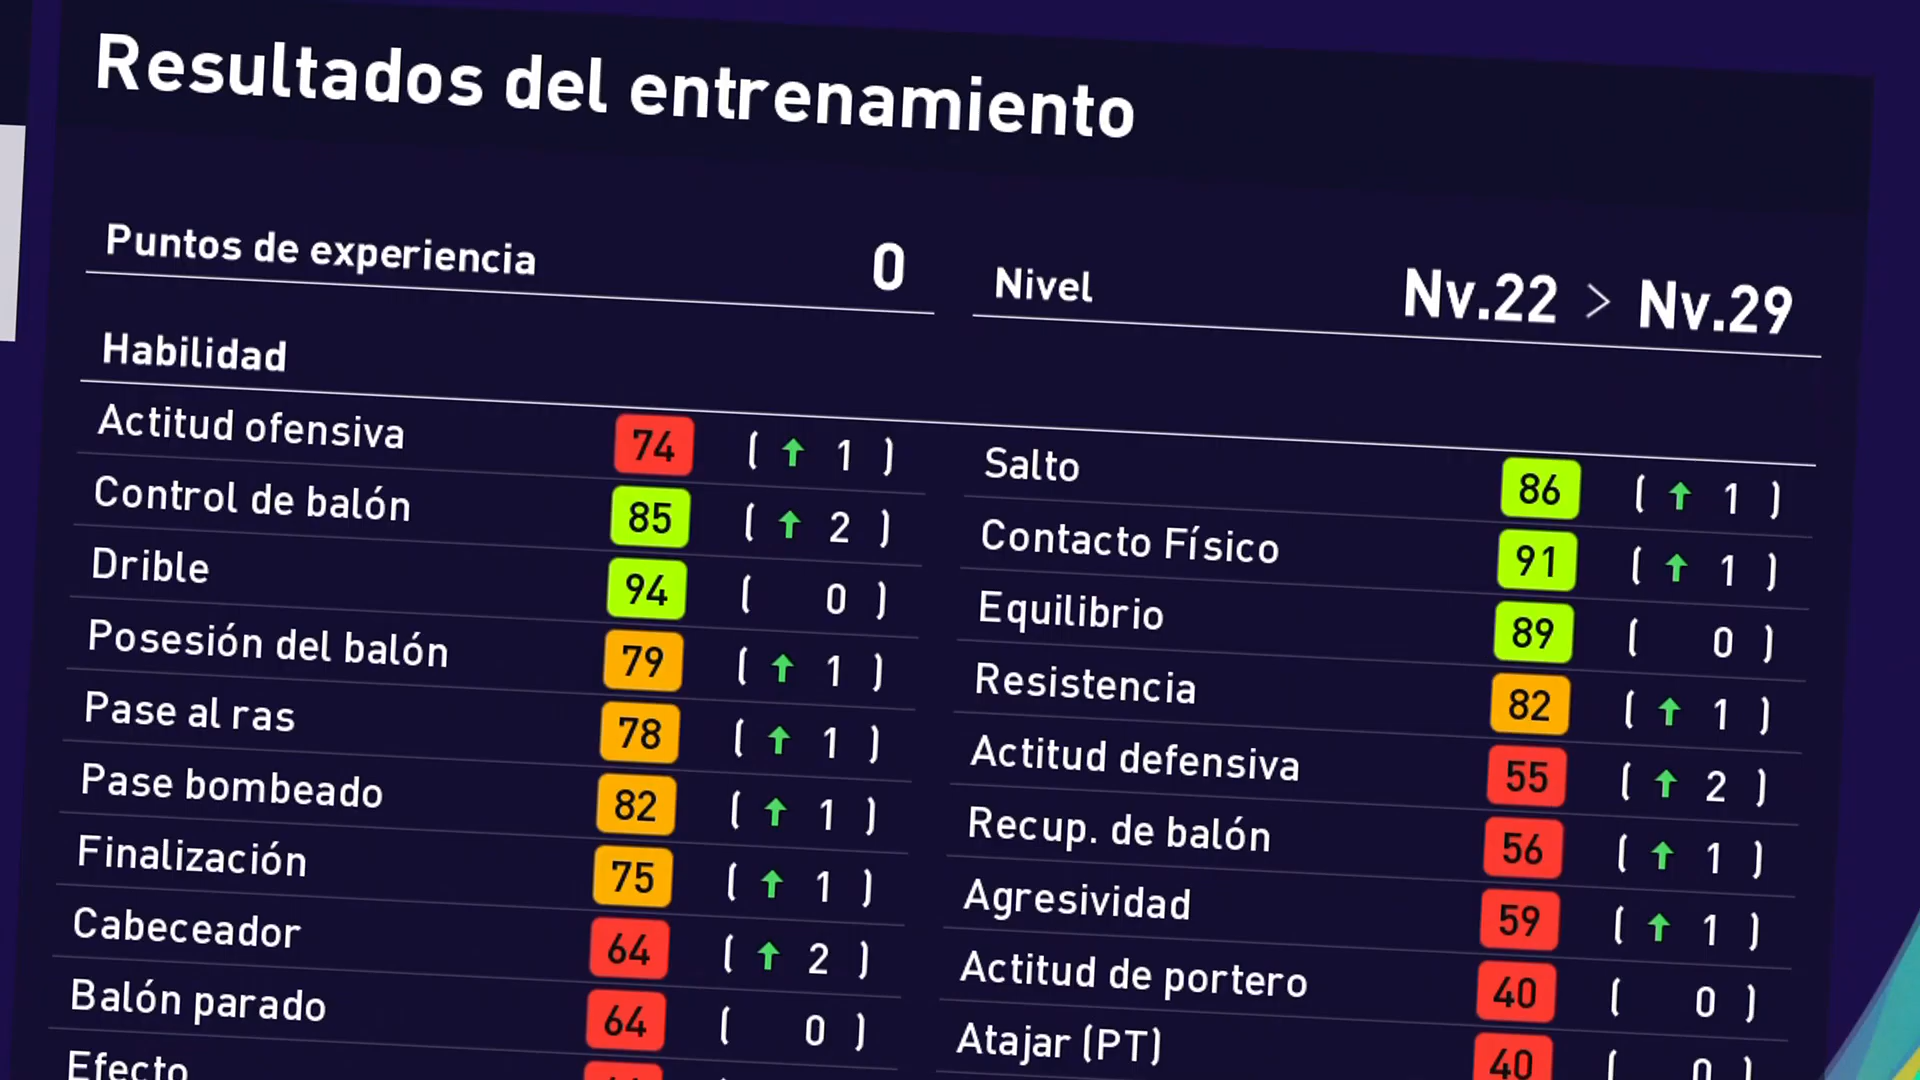 Resultados del entrenamiento
Puntos de experiencia 0
Nivel Nv.22 > Nv.29
Habilidad
Actitud ofensiva 74 ( ↑ 1 )
Control de balón 85 ( ↑ 2 )
Drible 94 ( 0 )
Posesión del balón 79 ( ↑ 1 )
Pase al ras 78 ( ↑ 1 )
Pase bombeado 82 ( ↑ 1 )
Finalización 75 ( ↑ 1 )
Cabeceador 64 ( ↑ 2 )
Balón parado 64 ( 0 )
Efecto
Salto 86 ( ↑ 1 )
Contacto Físico 91 ( ↑ 1 )
Equilibrio 89 ( 0 )
Resistencia 82 ( ↑ 1 )
Actitud defensiva 55 ( ↑ 2 )
Recup. de balón 56 ( ↑ 1 )
Agresividad 59 ( ↑ 1 )
Actitud de portero 40 ( 0 )
Atajar (PT) 40 ( 0 )